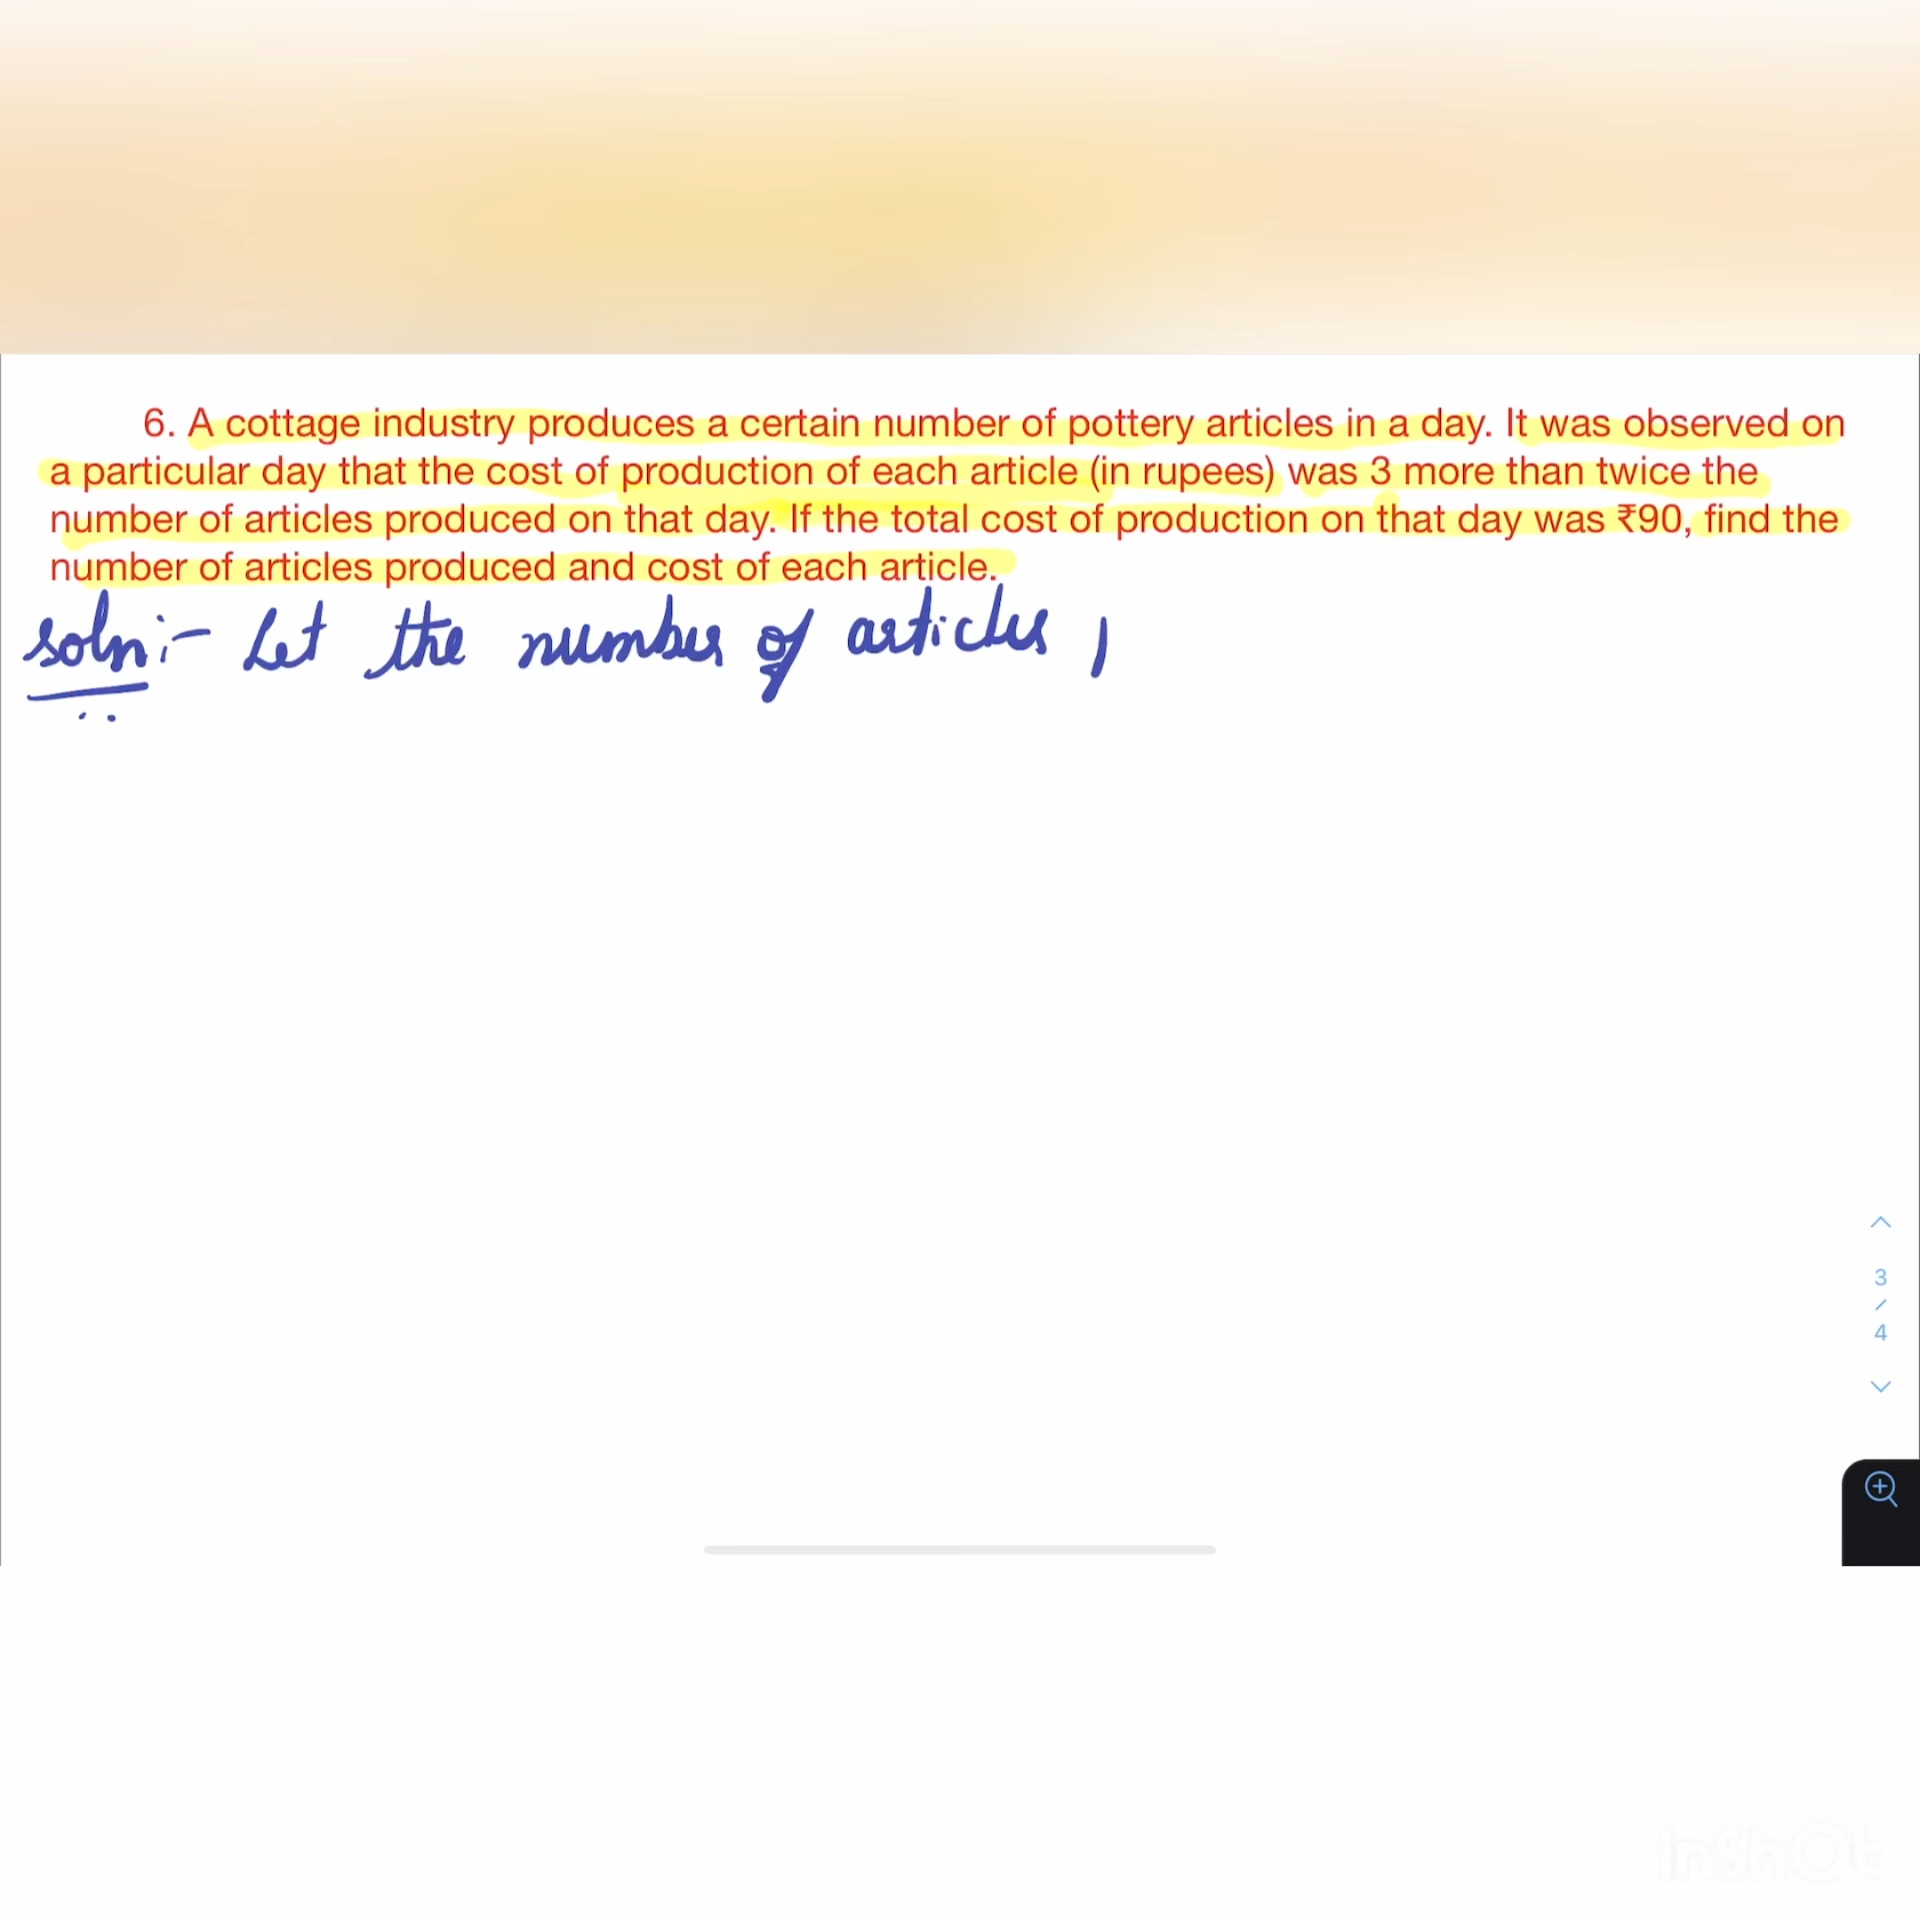 6. A cottage industry produces a certain number of pottery articles in a day. It was observed on
a particular day that the cost of production of each article (in rupees) was 3 more than twice the
number of articles produced on that day. If the total cost of production on that day was ₹90, find the
number of articles produced and cost of each article.
soln:- Let the number of articles
3
/
4
InShOt